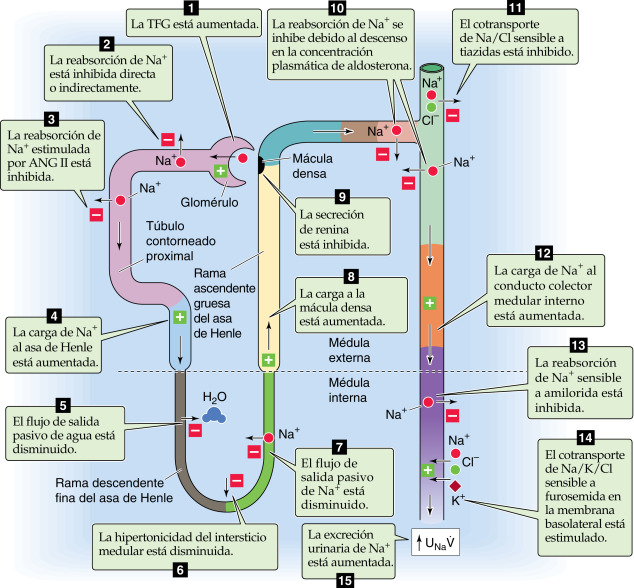 1
La TFG está aumentada.
2
La reabsorción de Na⁺
está inhibida directa
o indirectamente.
3
La reabsorción de
Na⁺ estimulada
por ANG II está
inhibida.
10
La reabsorción de Na⁺ se
inhibe debido al descenso
en la concentración
plasmática de aldosterona.
11
El cotransporte
de Na/Cl sensible a
tiazidas está inhibido.
Na⁺
Cl⁻
Na⁺
Na⁺
Na⁺
Na⁺
Mácula
densa
Glomérulo
Túbulo
contorneado
proximal
9
La secreción
de renina
está inhibida.
Rama
ascendente
gruesa
del asa
de Henle
8
La carga a la
mácula densa
está aumentada.
12
La carga de Na⁺ al
conducto colector
medular interno
está aumentada.
4
La carga de Na⁺
al asa de Henle
está aumentada.
Médula
externa
Médula
interna
13
La reabsorción
de Na⁺ sensible
a amilorida está
inhibida.
5
El flujo de salida
pasivo de agua está
disminuido.
H₂O
Na⁺
Na⁺
7
El flujo de
salida pasivo
de Na⁺ está
disminuido.
14
El cotransporte
de Na/K/Cl
sensible a
furosemida en
la membrana
basolateral está
estimulado.
Na⁺
Cl⁻
K⁺
Rama descendente
fina del asa de Henle
La hipertonicidad del intersticio
medular está disminuida.
6
La excreción
urinaria de Na⁺
está aumentada.
15
↑ U_Na V̇